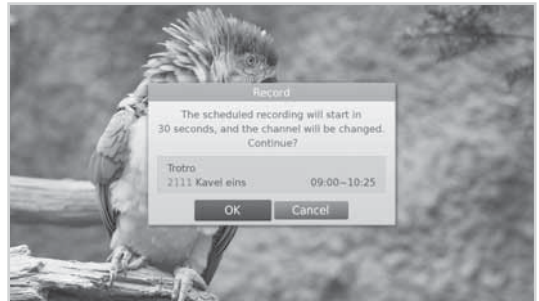 Record
The scheduled recording will start in
30 seconds, and the channel will be changed.
Continue?
Trotro
2111 Kavel eins 09:00~10:25
OK Cancel